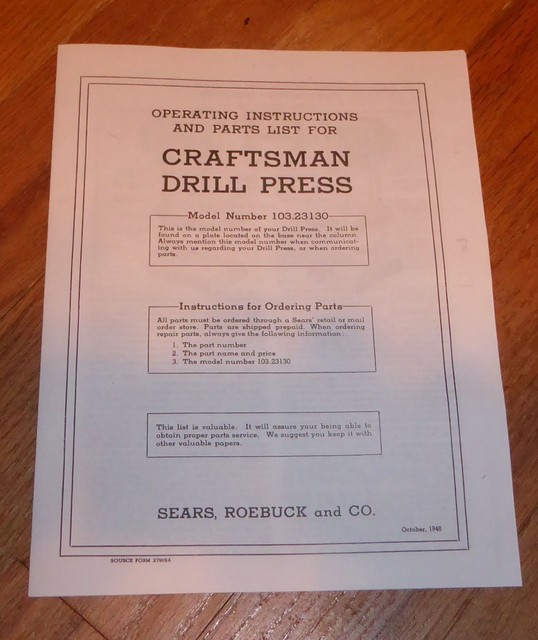 OPERATING INSTRUCTIONS
AND PARTS LIST FOR
CRAFTSMAN
DRILL PRESS
Model Number 103.23130
This is the model number of your Drill Press. It will be
found on a plate located on the base near the column.
Always mention this model number when communicat-
ing with us regarding your Drill Press, or when ordering
parts.
Instructions for Ordering Parts
All parts must be ordered through a Sears' retail or mail
order store. Parts are shipped prepaid. When ordering
repair parts, always give the following information:
1. The part number
2. The part name and price
3. The model number 103.23130
This list is valuable. It will assure your being able to
obtain proper parts service. We suggest you keep it with
other valuable papers.
SEARS, ROEBUCK and CO.
October,
SOURCE FORM